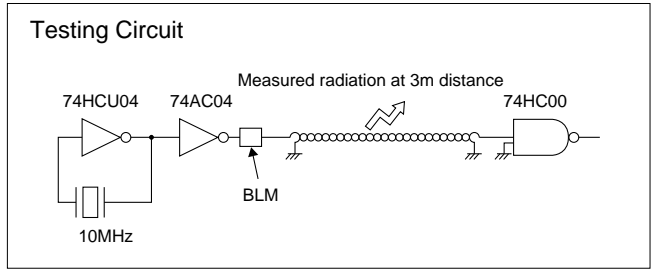 Testing Circuit
Measured radiation at 3m distance
74HCU04 74AC04 74HC00
BLM
10MHz